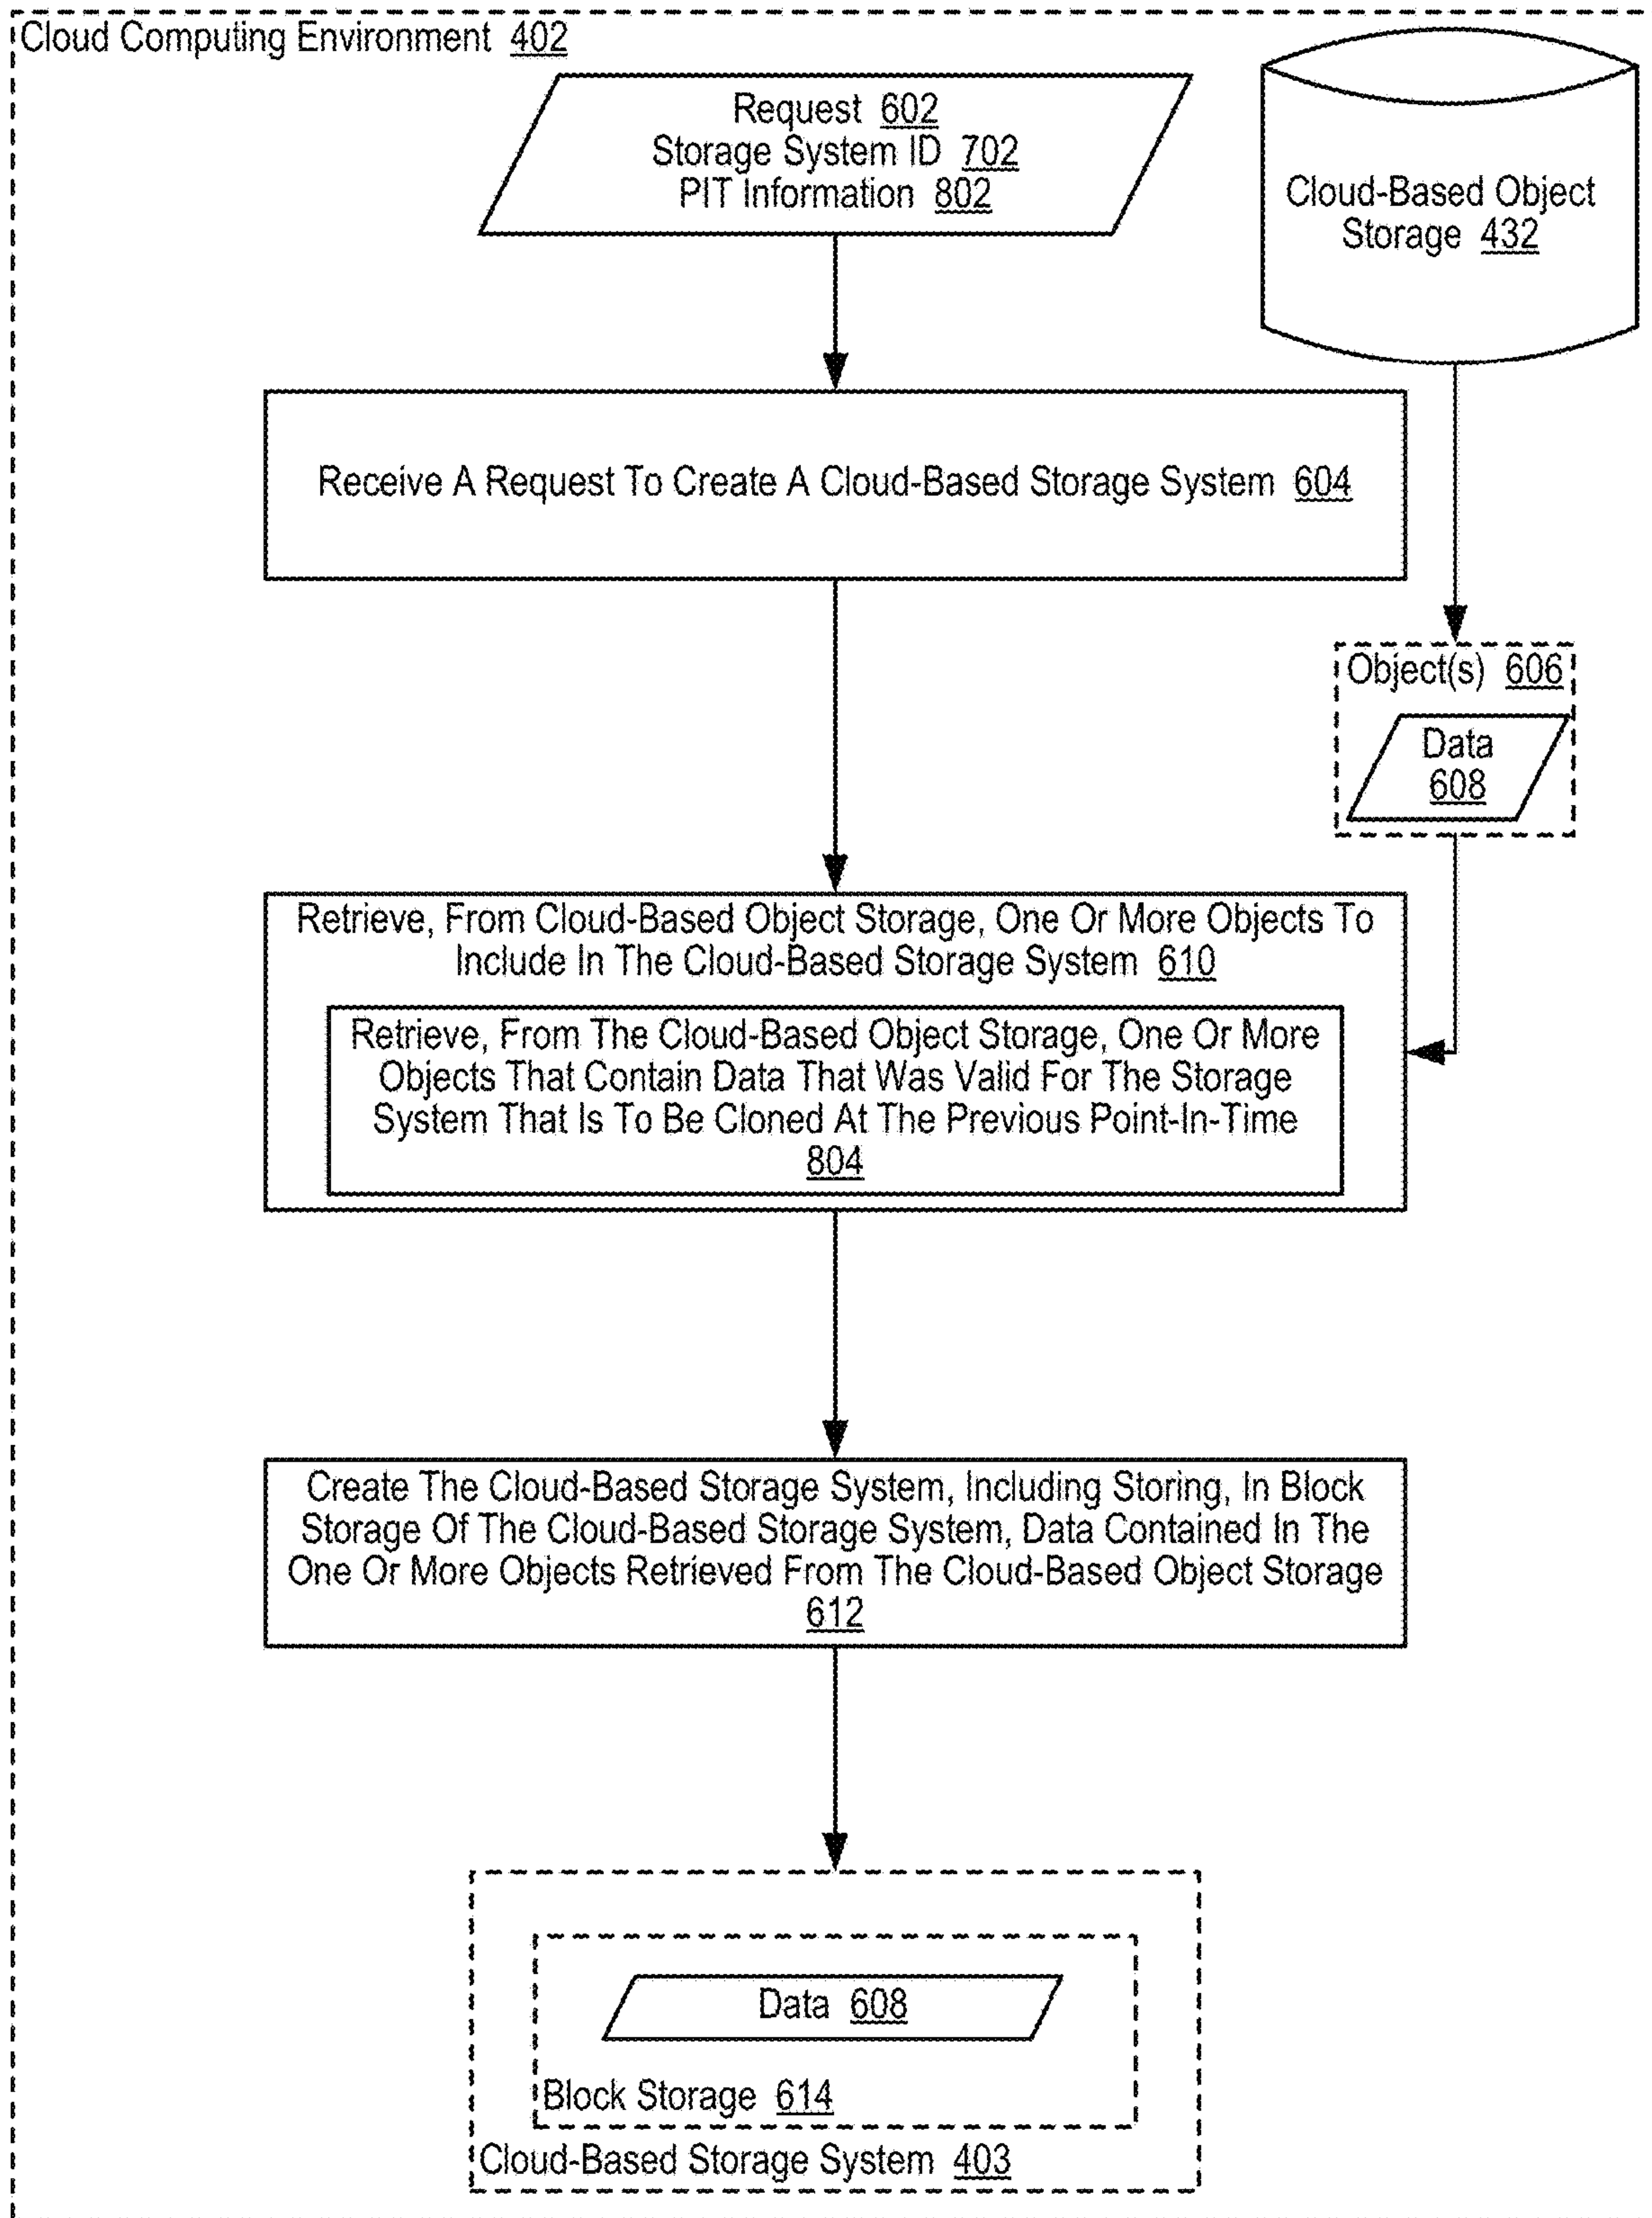 Cloud Computing Environment 402
Request 602
Storage System ID 702
PIT Information 802
Cloud-Based Object
Storage 432
Receive A Request To Create A Cloud-Based Storage System 604
Object(s) 606
Data
608
Retrieve, From Cloud-Based Object Storage, One Or More Objects To
Include In The Cloud-Based Storage System 610
Retrieve, From The Cloud-Based Object Storage, One Or More
Objects That Contain Data That Was Valid For The Storage
System That Is To Be Cloned At The Previous Point-In-Time
804
Create The Cloud-Based Storage System, Including Storing, In Block
Storage Of The Cloud-Based Storage System, Data Contained In The
One Or More Objects Retrieved From The Cloud-Based Object Storage
612
Data 608
Block Storage 614
Cloud-Based Storage System 403